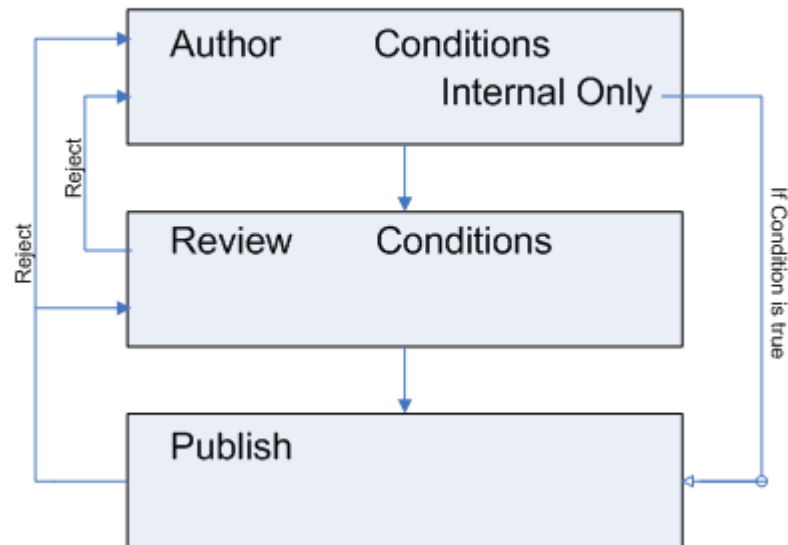 Author Conditions
Internal Only
Reject
Review Conditions
Reject
If Condition is true
Publish